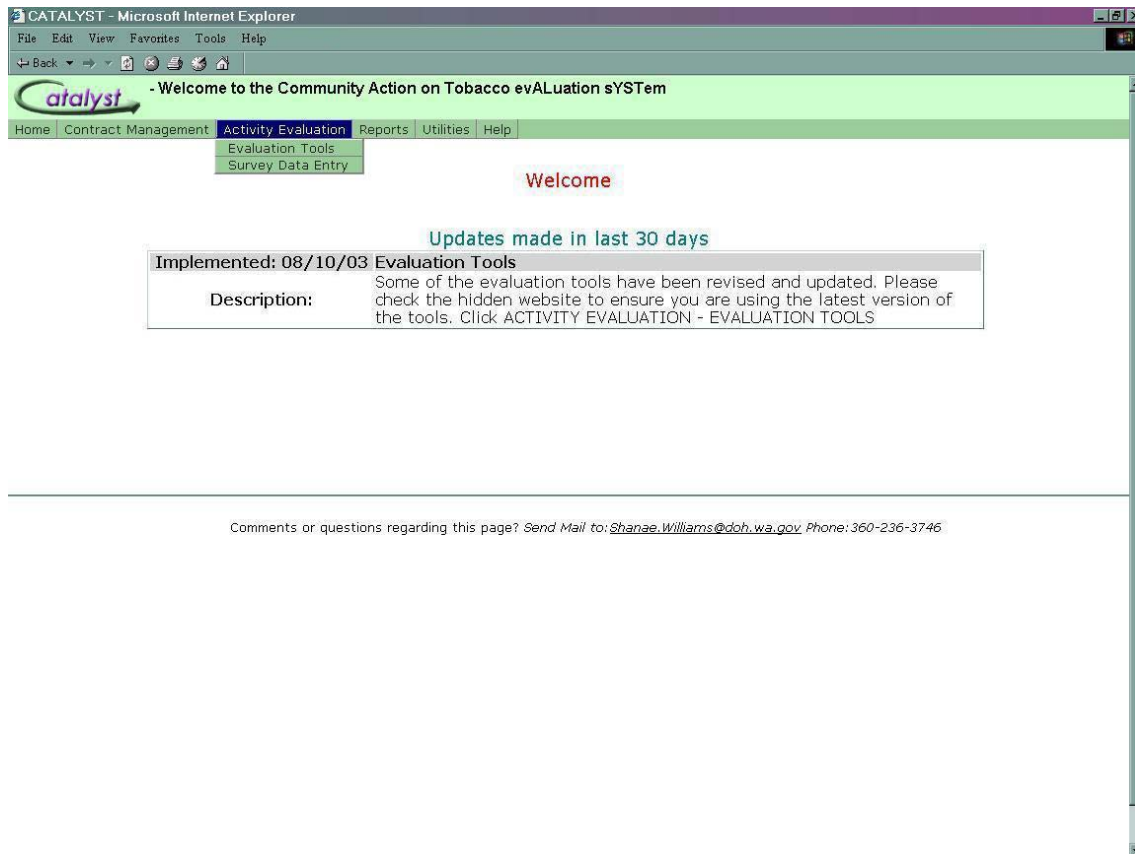 CATALYST - Microsoft Internet Explorer
File Edit View Favorites Tools Help
Back
Catalyst - Welcome to the Community Action on Tobacco evALuation sYSTem
Home Contract Management Activity Evaluation Reports Utilities Help
Evaluation Tools
Survey Data Entry
Welcome
Updates made in last 30 days
Implemented: 08/10/03 Evaluation Tools
Description: Some of the evaluation tools have been revised and updated. Please
check the hidden website to ensure you are using the latest version of
the tools. Click ACTIVITY EVALUATION - EVALUATION TOOLS
Comments or questions regarding this page? Send Mail to: Shanae.Williams@doh.wa.gov Phone: 360-236-3746